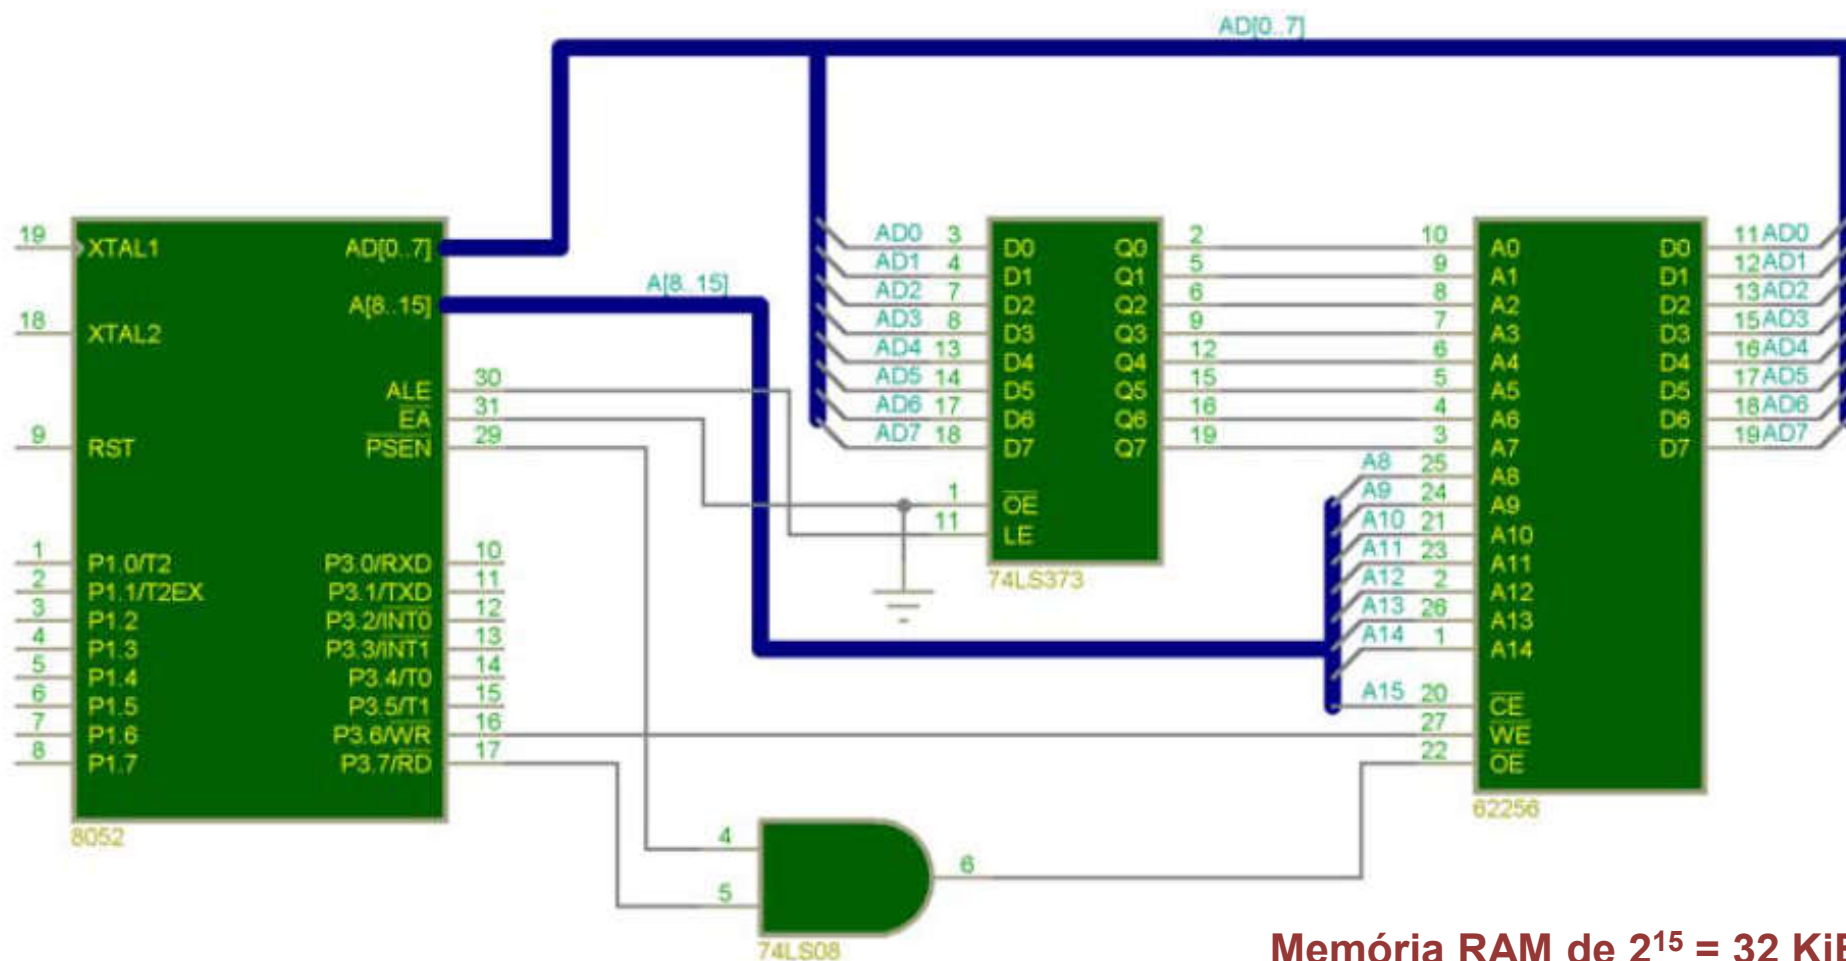 AD[0..7]
19
XTAL1
AD[0..7]
A[8..15]
A[8..15]
18
XTAL2
ALE
30
EA
31
PSEN
29
9
RST
1
P1.0/T2
2
P1.1/T2EX
3
P1.2
4
P1.3
5
P1.4
6
P1.5
7
P1.6
8
P1.7
P3.0/RXD
10
P3.1/TXD
11
P3.2/INT0
12
P3.3/INT1
13
P3.4/T0
14
P3.5/T1
15
P3.6/WR
16
P3.7/RD
17
8052
AD0 3 D0 Q0 2
AD1 4 D1 Q1 5
AD2 7 D2 Q2 6
AD3 8 D3 Q3 9
AD4 13 D4 Q4 12
AD5 14 D5 Q5 15
AD6 17 D6 Q6 16
AD7 18 D7 Q7 19
1 OE
11 LE
74LS373
10 A0 D0 11 AD0
9 A1 D1 12 AD1
8 A2 D2 13 AD2
7 A3 D3 15 AD3
6 A4 D4 16 AD4
5 A5 D5 17 AD5
4 A6 D6 18 AD6
3 A7 D7 19 AD7
A8 25 A8
A9 24 A9
A10 21 A10
A11 23 A11
A12 2 A12
A13 26 A13
A14 1 A14
A15 20 CE
27 WE
22 OE
62256
4
5
6
74LS08
Memória RAM de 2¹⁵ = 32 KiB